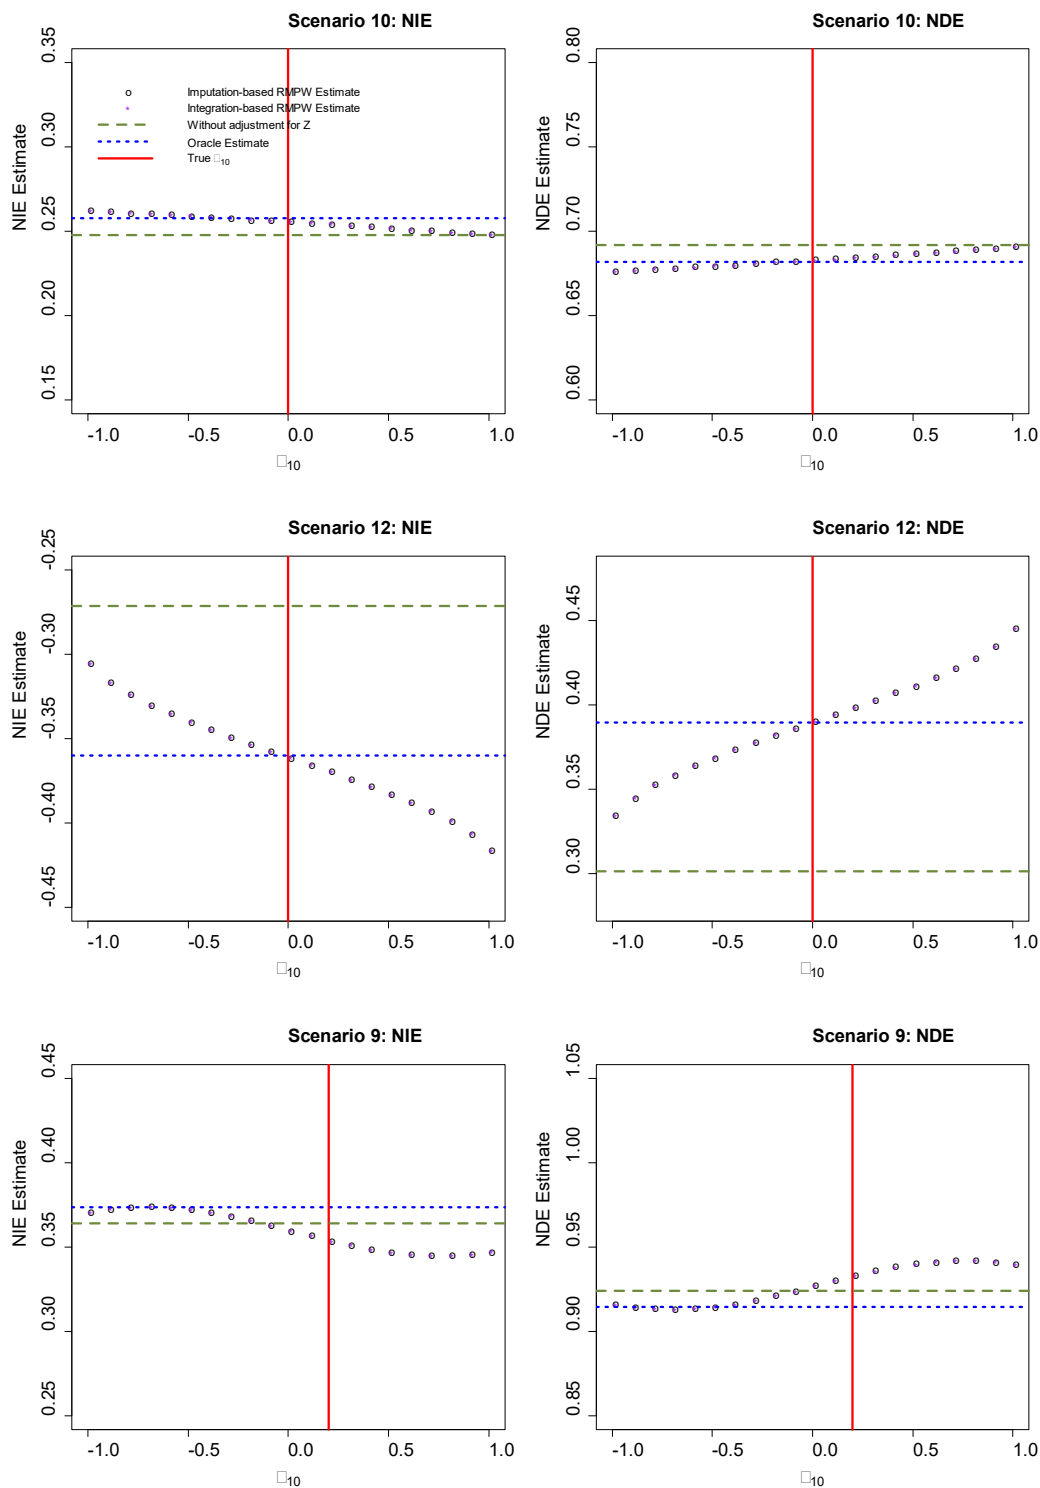 Scenario 10: NIE
NIE Estimate
0.15 0.20 0.25 0.30 0.35
Imputation-based RMPW Estimate
Integration-based RMPW Estimate
Without adjustment for Z
Oracle Estimate
True □10
-1.0 -0.5 0.0 0.5 1.0
□10
Scenario 10: NDE
NDE Estimate
0.60 0.65 0.70 0.75 0.80
-1.0 -0.5 0.0 0.5 1.0
□10
Scenario 12: NIE
NIE Estimate
-0.45 -0.40 -0.35 -0.30 -0.25
-1.0 -0.5 0.0 0.5 1.0
□10
Scenario 12: NDE
NDE Estimate
0.30 0.35 0.40 0.45
-1.0 -0.5 0.0 0.5 1.0
□10
Scenario 9: NIE
NIE Estimate
0.25 0.30 0.35 0.40 0.45
-1.0 -0.5 0.0 0.5 1.0
□10
Scenario 9: NDE
NDE Estimate
0.85 0.90 0.95 1.00 1.05
-1.0 -0.5 0.0 0.5 1.0
□10